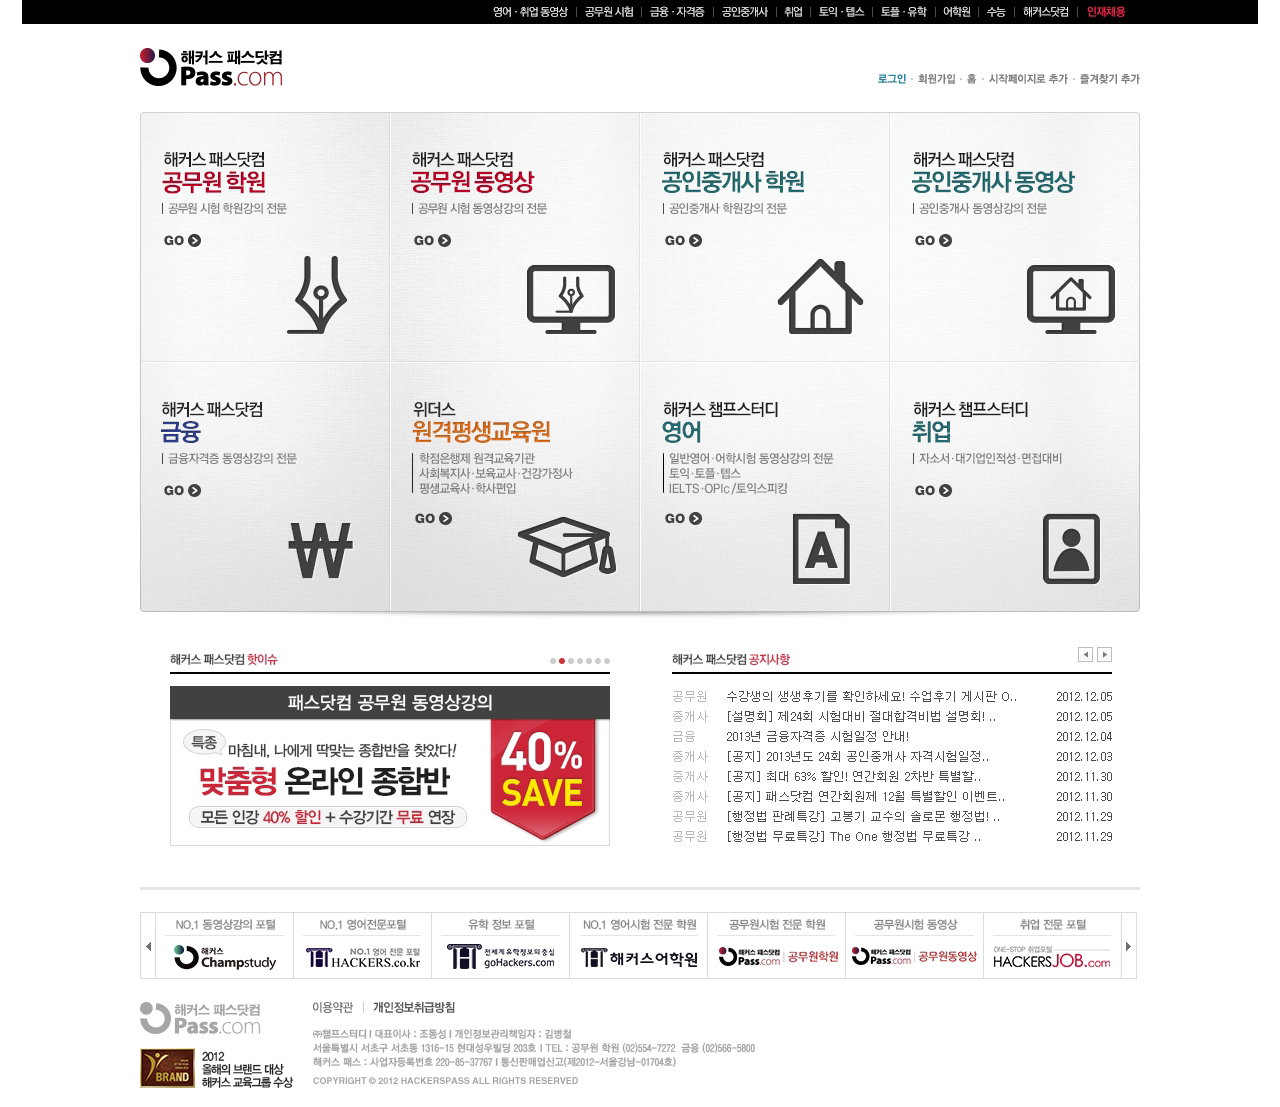 영어 · 취업 동영상 | 공무원 시험 | 금융 · 자격증 | 공인중개사 | 취업 | 토익 · 텝스 | 토플 · 유학 | 어학원 | 수능 | 해커스닷컴 | 인재채용
해커스 패스닷컴
Pass.com
로그인 · 회원가입 · 홈 · 시작페이지로 추가 · 즐겨찾기 추가
해커스 패스닷컴
공무원 학원
공무원 시험 학원강의 전문
GO
해커스 패스닷컴
공무원 동영상
공무원 시험 동영상강의 전문
GO
해커스 패스닷컴
공인중개사 학원
공인중개사 학원강의 전문
GO
해커스 패스닷컴
공인중개사 동영상
공인중개사 동영상강의 전문
GO
해커스 패스닷컴
금융
금융자격증 동영상강의 전문
GO
위더스
원격평생교육원
학점은행제 원격교육기관
사회복지사·보육교사·건강가정사
평생교육사·학사편입
GO
해커스 챔프스터디
영어
일반영어·어학시험 동영상강의 전문
토익·토플·텝스
IELTS·OPIc/토익스피킹
GO
A
해커스 챔프스터디
취업
자소서·대기업인적성·면접대비
GO
해커스 패스닷컴 핫이슈
패스닷컴 공무원 동영상강의
특종
마침내, 나에게 딱맞는 종합반을 찾았다!
맞춤형 온라인 종합반
모든 인강 40% 할인 + 수강기간 무료 연장
40%
SAVE
해커스 패스닷컴 공지사항
공무원 수강생의 생생후기를 확인하세요! 수업후기 게시판 O.. 2012.12.05
중개사 [설명회] 제24회 시험대비 절대합격비법 설명회! .. 2012.12.05
금융 2013년 금융자격증 시험일정 안내! 2012.12.04
중개사 [공지] 2013년도 24회 공인중개사 자격시험일정.. 2012.12.03
중개사 [공지] 최대 63% 할인! 연간회원 2차반 특별할.. 2012.11.30
중개사 [공지] 패스닷컴 연간회원제 12월 특별할인 이벤트.. 2012.11.30
공무원 [행정법 판례특강] 고봉기 교수의 솔로몬 행정법! .. 2012.11.29
공무원 [행정법 무료특강] The One 행정법 무료특강 .. 2012.11.29
NO.1 동영상강의 포털
해커스
Champstudy
NO.1 영어전문포털
NO.1 영어 전문 포털
HACKERS.co.kr
유학 정보 포털
전세계유학정보의중심
goHackers.com
NO.1 영어시험 전문 학원
해커스어학원
공무원시험 전문 학원
해커스 패스닷컴
Pass.com 공무원학원
공무원시험 동영상
해커스 패스닷컴
Pass.com 공무원동영상
취업 전문 포털
ONE-STOP 취업포털
HACKERSJOB.com
해커스 패스닷컴
Pass.com
BRAND
2012
올해의 브랜드 대상
해커스 교육그룹 수상
이용약관 | 개인정보취급방침
㈜챔프스터디 I 대표이사 : 조동성 I 개인정보관리책임자 : 김병철
서울특별시 서초구 서초동 1316-15 현대성우빌딩 203호 I TEL : 공무원 학원 (02)554-7272 금융 (02)566-5800
해커스 패스 : 사업자등록번호 220-85-37767 I 통신판매업신고(제2012-서울강남-01704호)
COPYRIGHT © 2012 HACKERSPASS ALL RIGHTS RESERVED